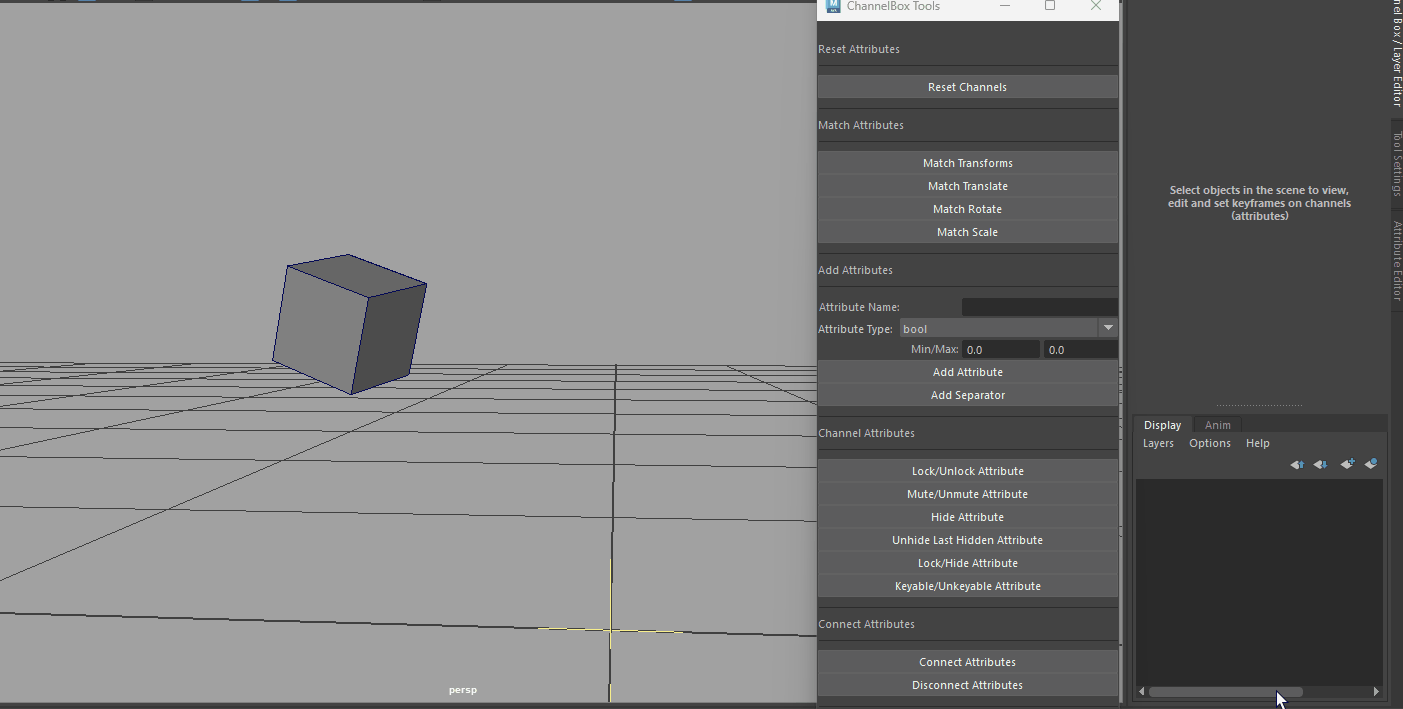 ChannelBox Tools
Reset Attributes
Reset Channels
Match Attributes
Match Transforms
Match Translate
Match Rotate
Match Scale
Add Attributes
Attribute Name:
Attribute Type: bool
Min/Max: 0.0 0.0
Add Attribute
Add Separator
Channel Attributes
Lock/Unlock Attribute
Mute/Unmute Attribute
Hide Attribute
Unhide Last Hidden Attribute
Lock/Hide Attribute
Keyable/Unkeyable Attribute
Connect Attributes
Connect Attributes
Disconnect Attributes
persp
Select objects in the scene to view,
edit and set keyframes on channels
(attributes)
Display Anim
Layers Options Help
nel Box / Layer Editor
Tool Settings
Attribute Editor